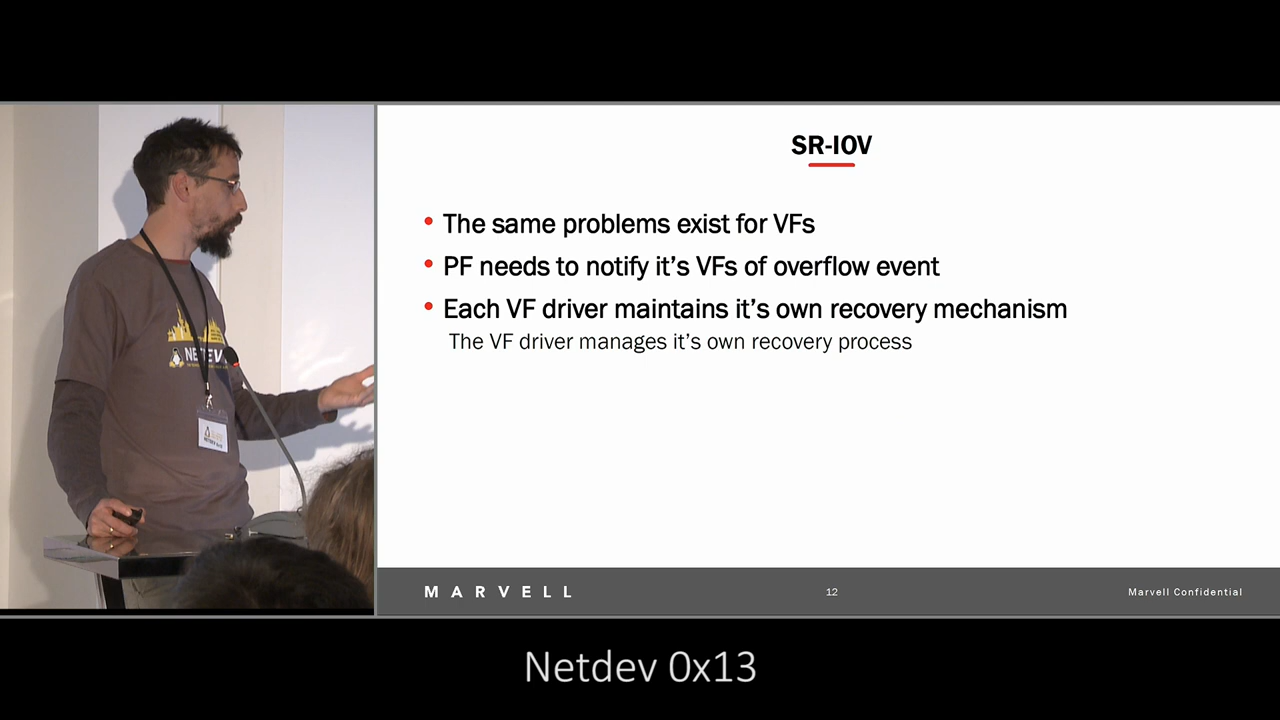 SR-IOV
• The same problems exist for VFs
• PF needs to notify it's VFs of overflow event
• Each VF driver maintains it's own recovery mechanism
The VF driver manages it's own recovery process
MARVELL
12
Marvell Confidential
Netdev 0x13